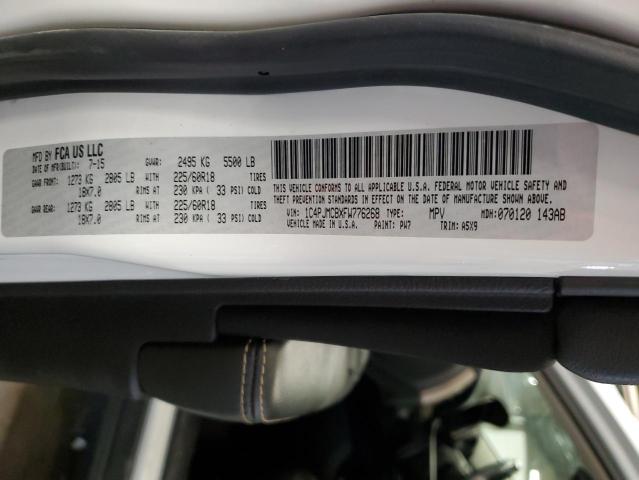 MFD BY FCA US LLC
DATE OF MFR(BUILT): 7-15 GVWR: 2495 KG 5500 LB
GAWR FRONT: 1273 KG 2805 LB WITH 225/60R18 TIRES
18X7.0 RIMS AT 230 KPA ( 33 PSI) COLD
GAWR REAR: 1273 KG 2805 LB WITH 225/60R18 TIRES
18X7.0 RIMS AT 230 KPA ( 33 PSI) COLD
THIS VEHICLE CONFORMS TO ALL APPLICABLE U.S.A. FEDERAL MOTOR VEHICLE SAFETY AND
THEFT PREVENTION STANDARDS IN EFFECT ON THE DATE OF MANUFACTURE SHOWN ABOVE.
VIN: 1C4PJMCBXFW776268 TYPE: MPV MDH: 070120 143AB
VEHICLE MADE IN U.S.A. PAINT: PW7 TRIM: A5X9